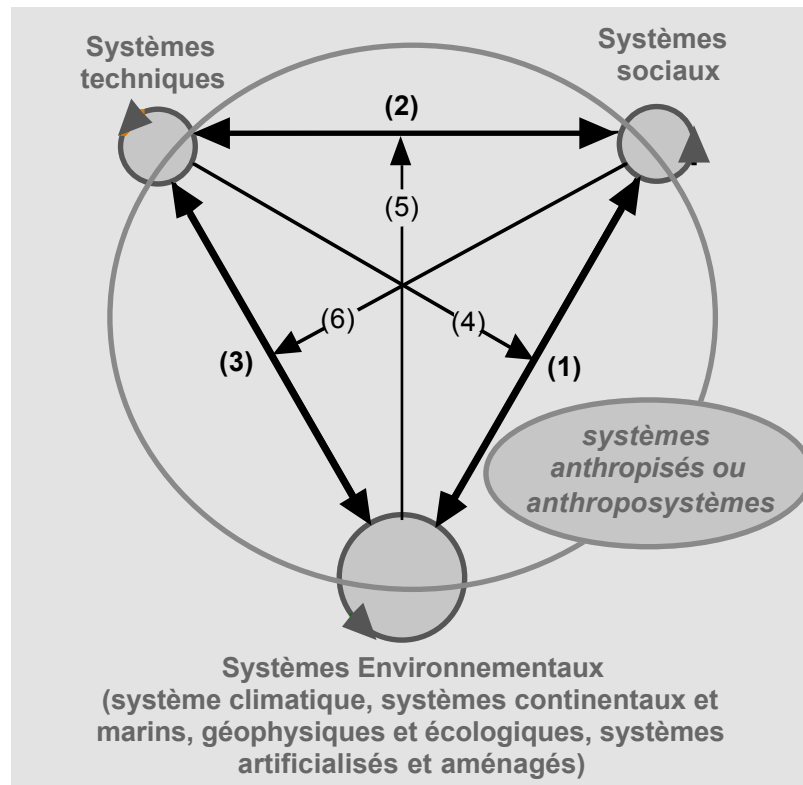 Systèmes
techniques
Systèmes
sociaux
(2)
(5)
(6)
(4)
(3)
(1)
systèmes
anthropisés ou
anthroposystèmes
Systèmes Environnementaux
(système climatique, systèmes continentaux et
marins, géophysiques et écologiques, systèmes
artificialisés et aménagés)